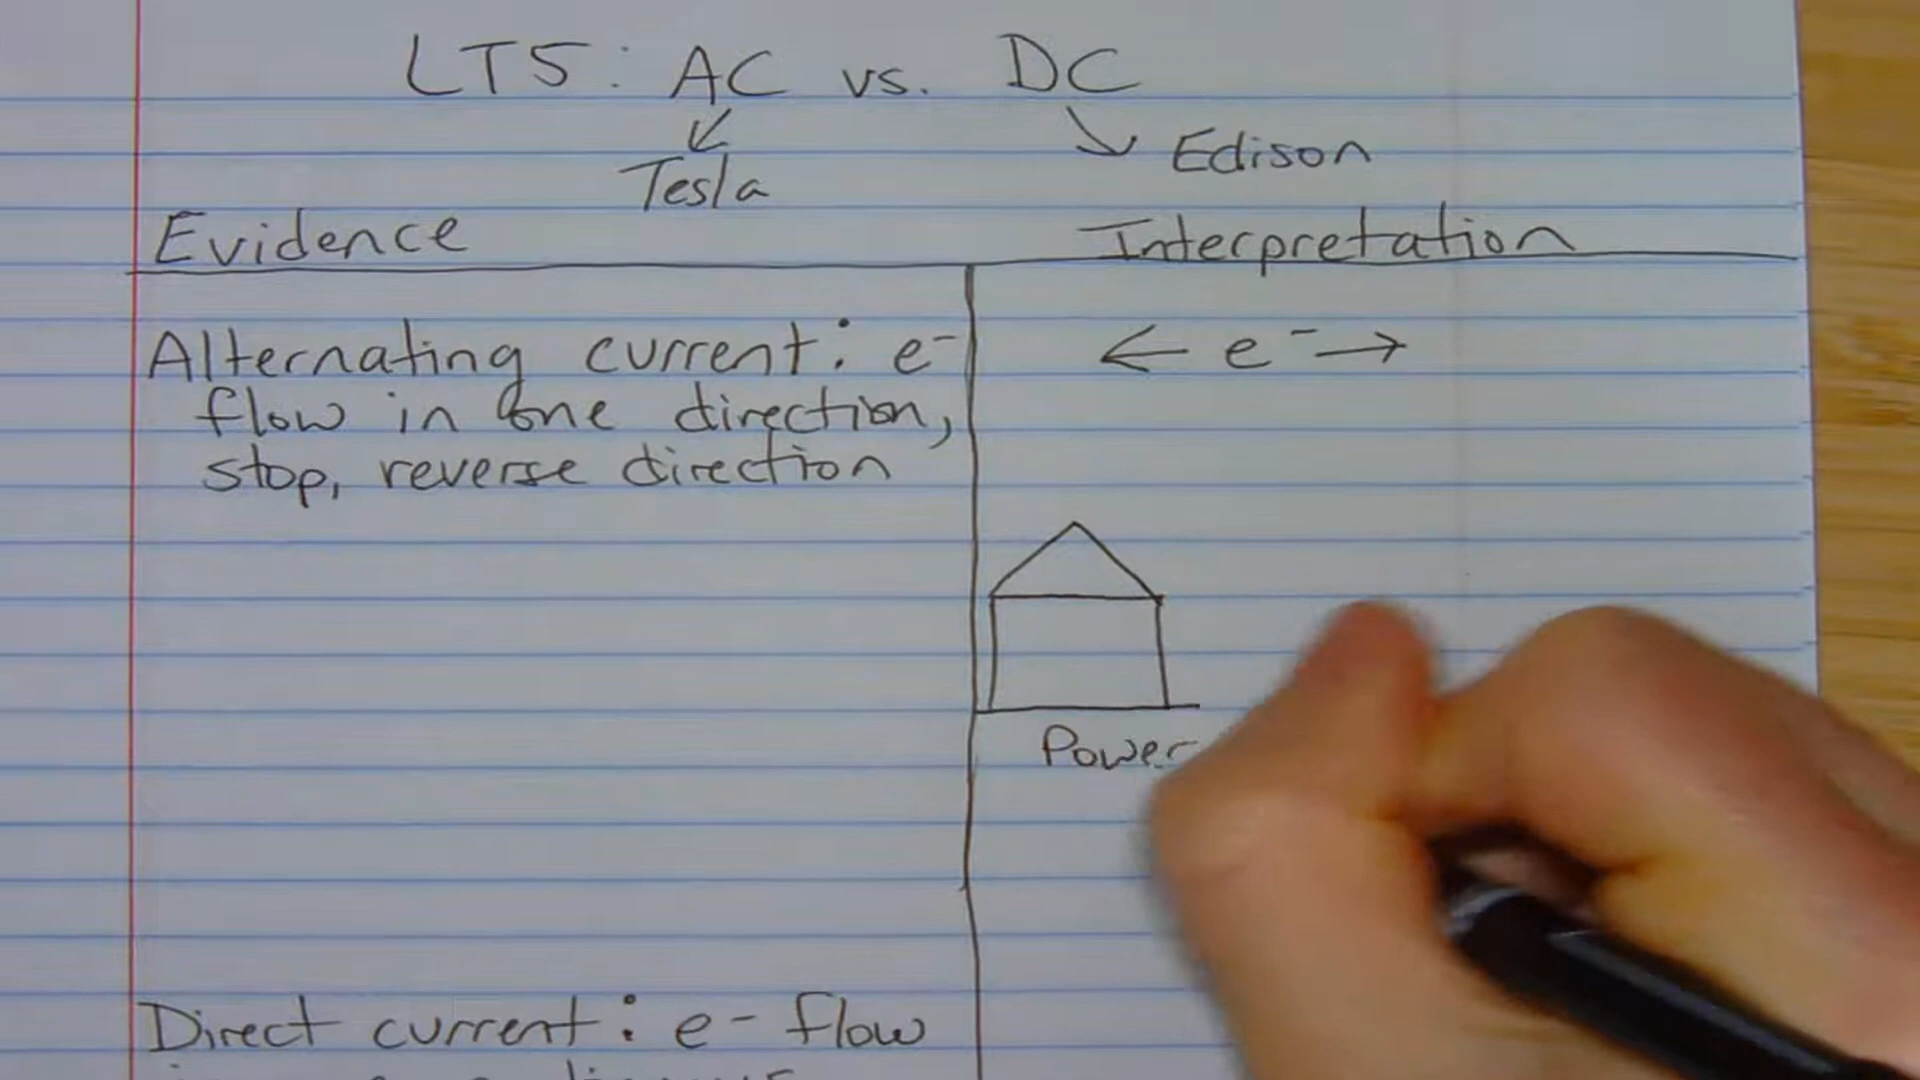 LT5: AC vs. DC
Tesla
Edison
Evidence
Interpretation
Alternating current: e-
flow in one direction,
stop, reverse direction
← e⁻ →
Power
Direct current: e- flow